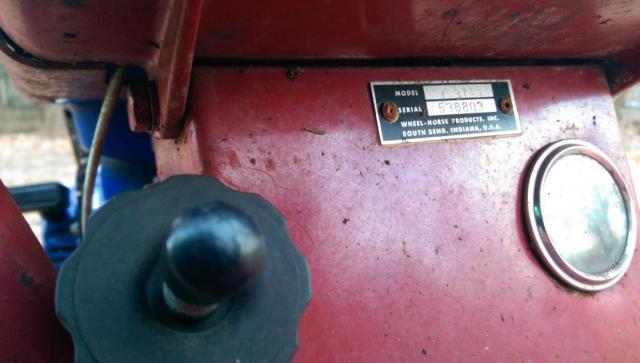 MODEL
SERIAL 536803
WHEEL-HORSE PRODUCTS, INC.
SOUTH BEND, INDIANA, U.S.A.